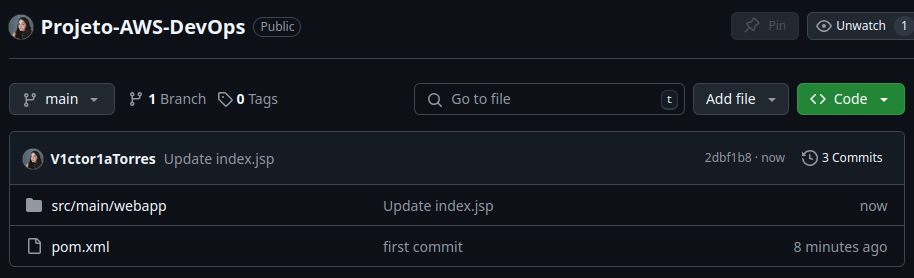 Projeto-AWS-DevOps Public Pin Unwatch 1
main 1 Branch 0 Tags Go to file t Add file <> Code
V1ctor1aTorres Update index.jsp 2dbf1b8 · now 3 Commits
src/main/webapp Update index.jsp now
pom.xml first commit 8 minutes ago